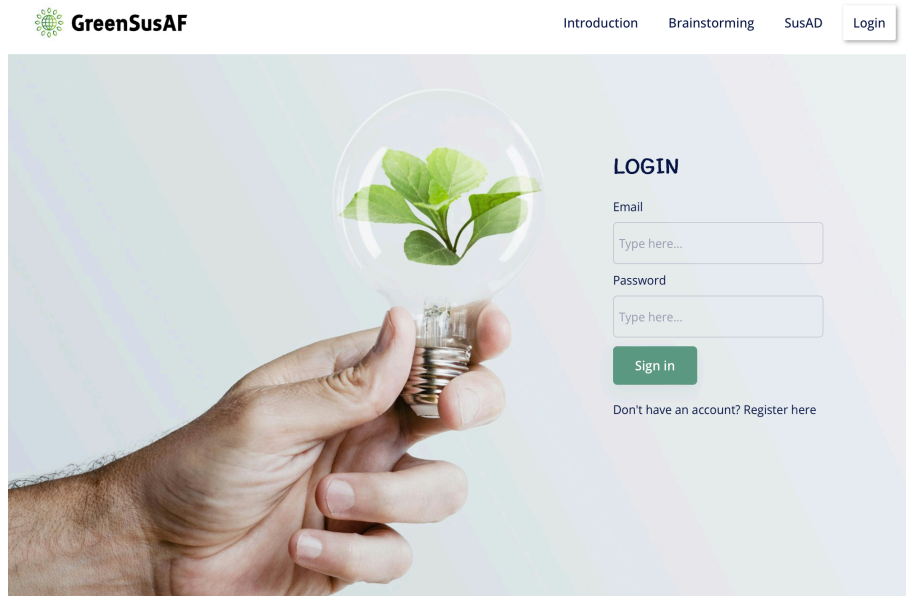 GreenSusAF
Introduction
Brainstorming
SusAD
Login
LOGIN
Email
Type here...
Password
Type here...
Sign in
Don't have an account? Register here